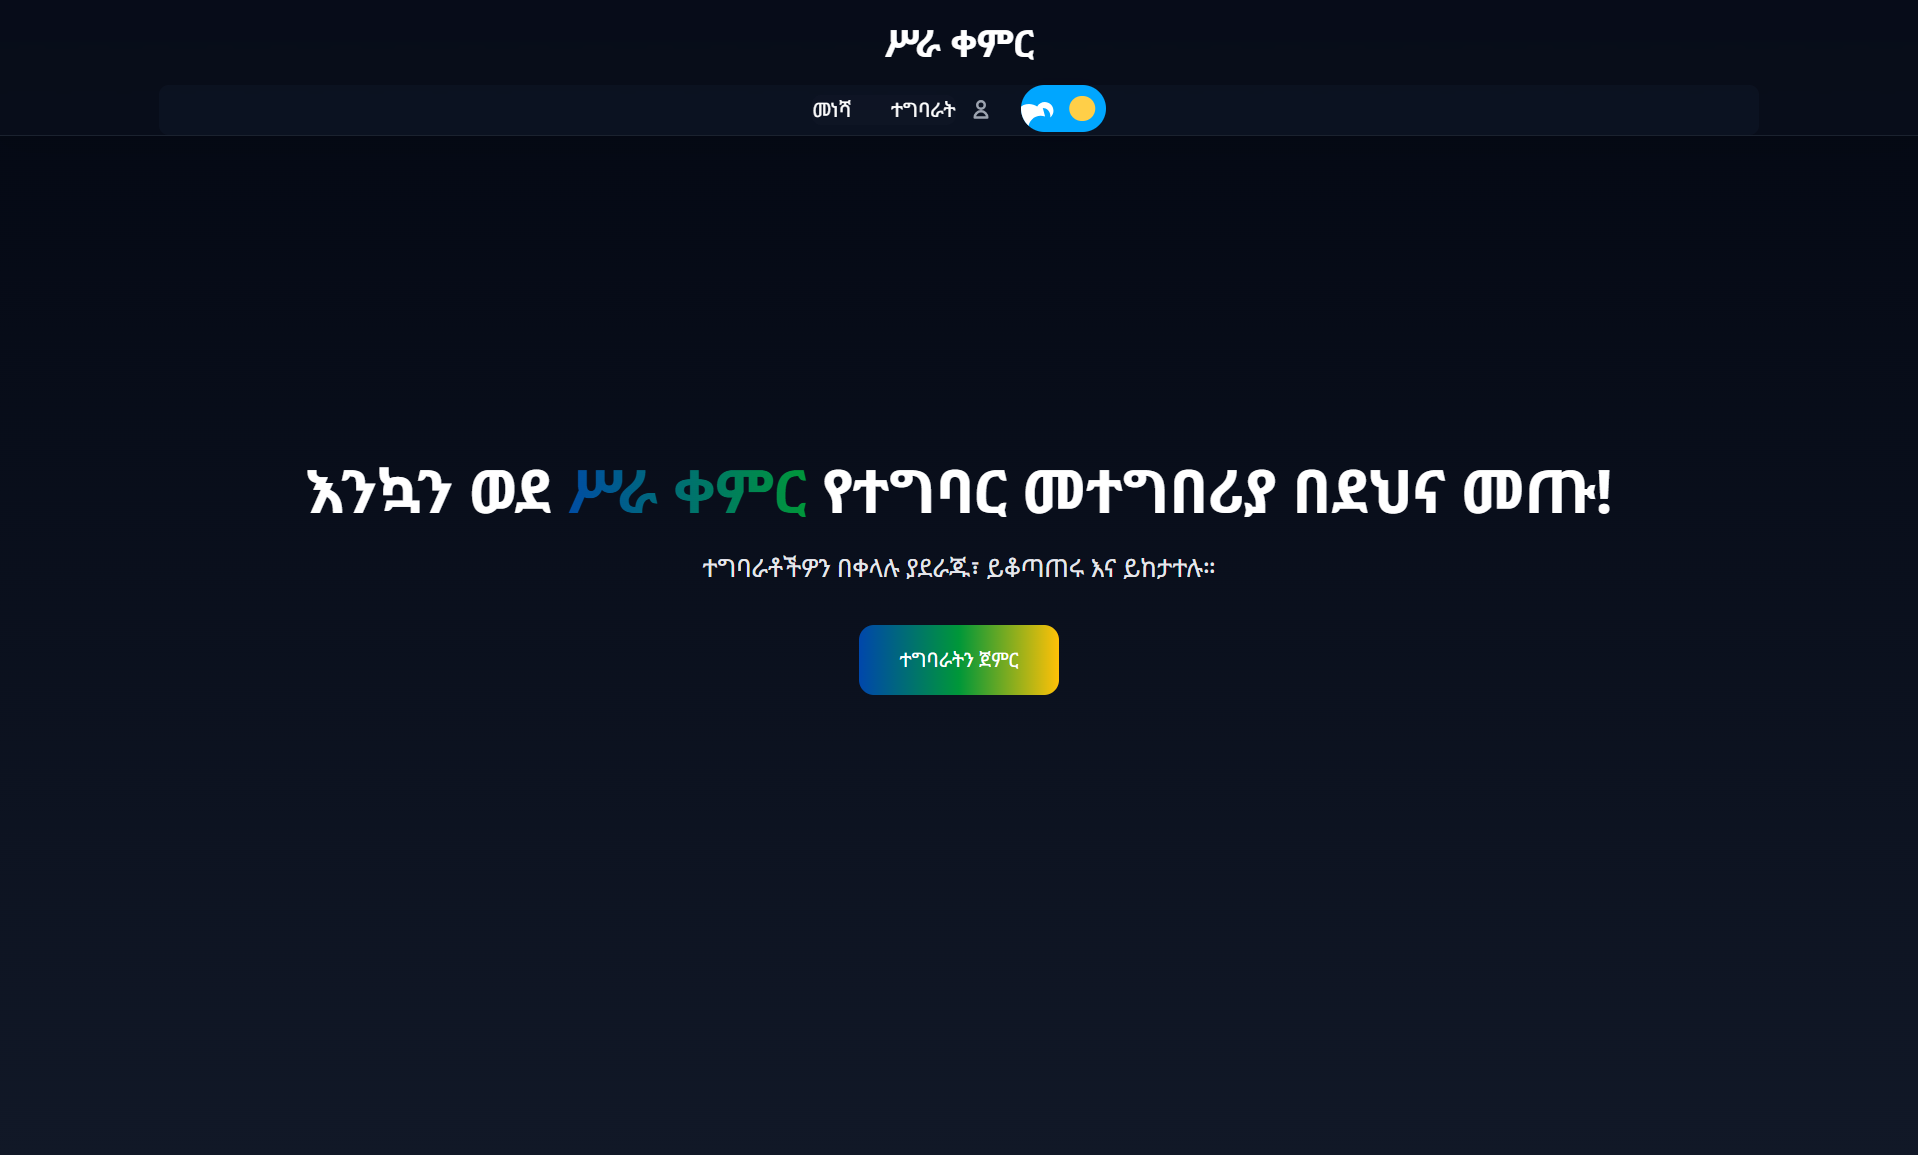 ሥራ ቀምር
መነሻ ተግባራት
እንኳን ወደ ሥራ ቀምር የተግባር መተግበሪያ በደህና መጡ!
ተግባራቶችዎን በቀላሉ ያደራጁ፣ ይቆጣጠሩ እና ይከታተሉ።
ተግባራትን ጀምር